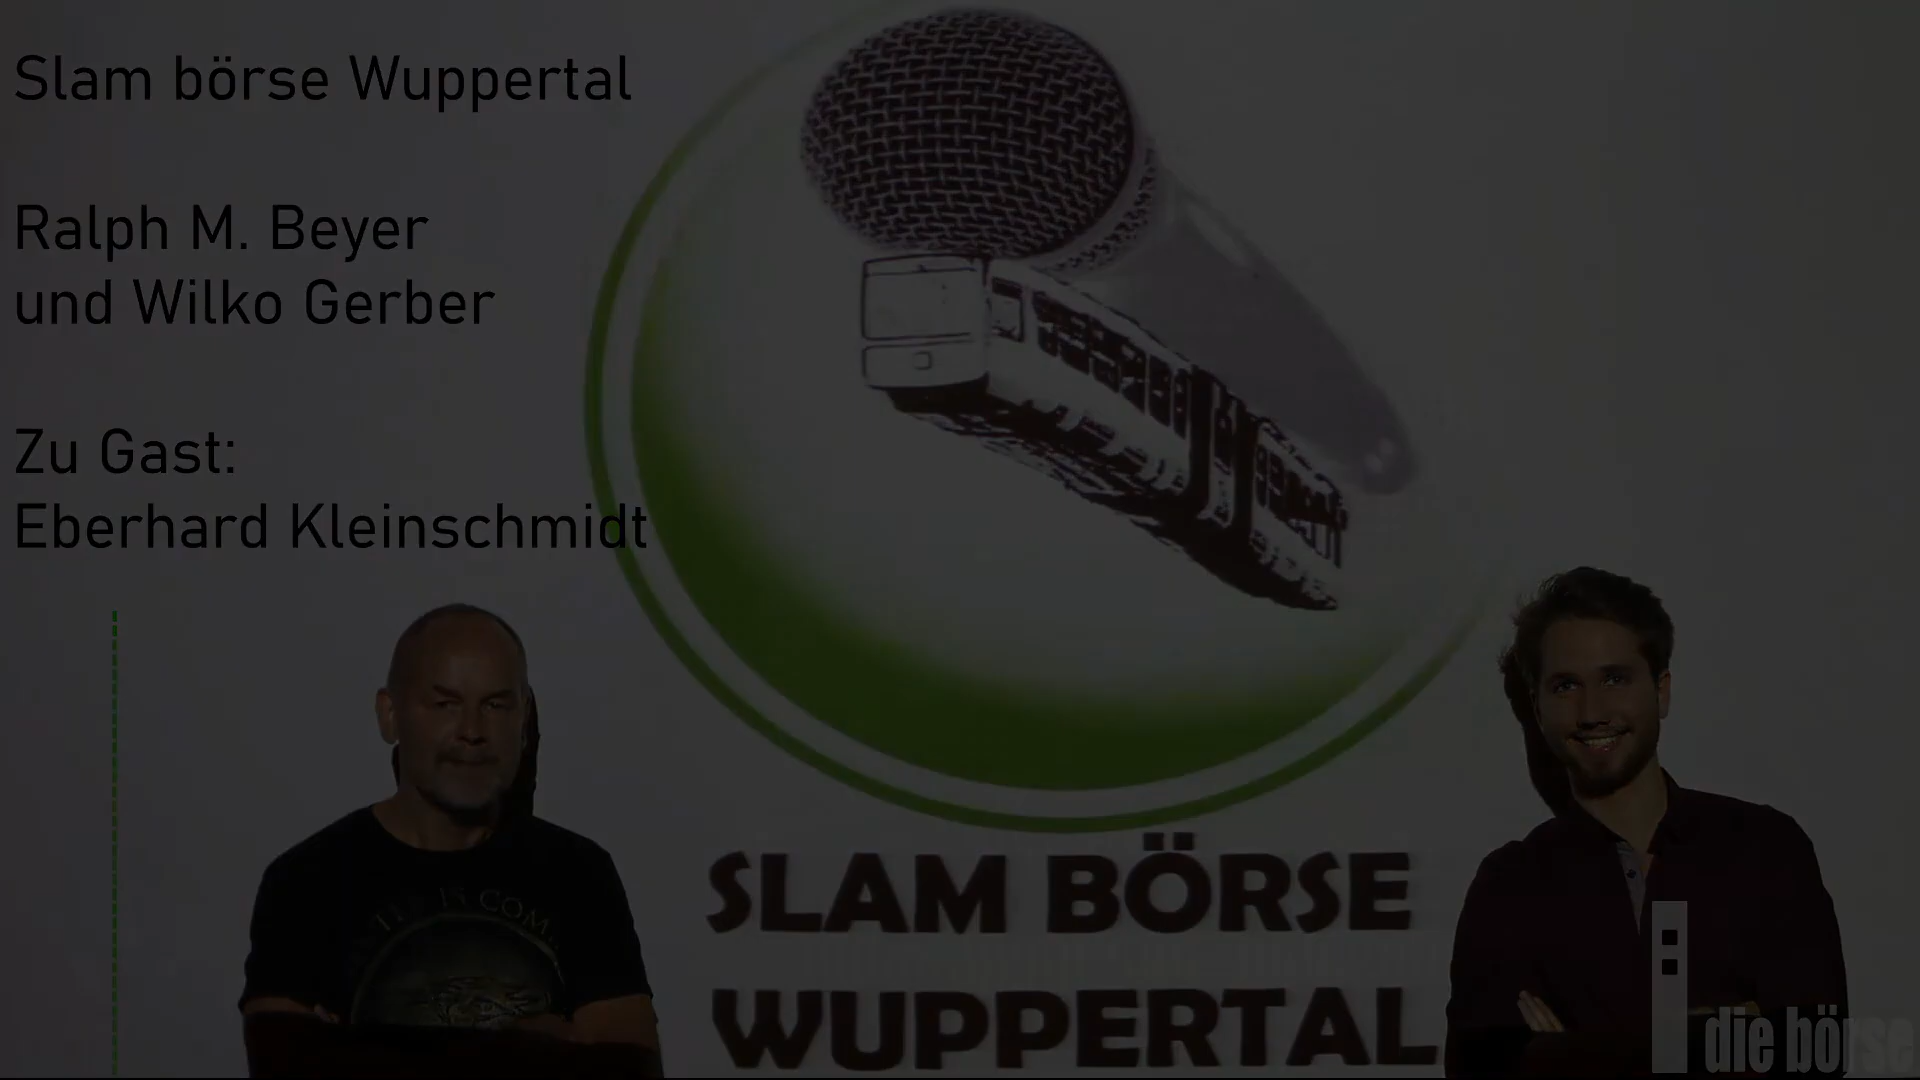 Slam börse Wuppertal
Ralph M. Beyer
und Wilko Gerber
Zu Gast:
Eberhard Kleinschmidt
SLAM BÖRSE
WUPPERTAL
die börse